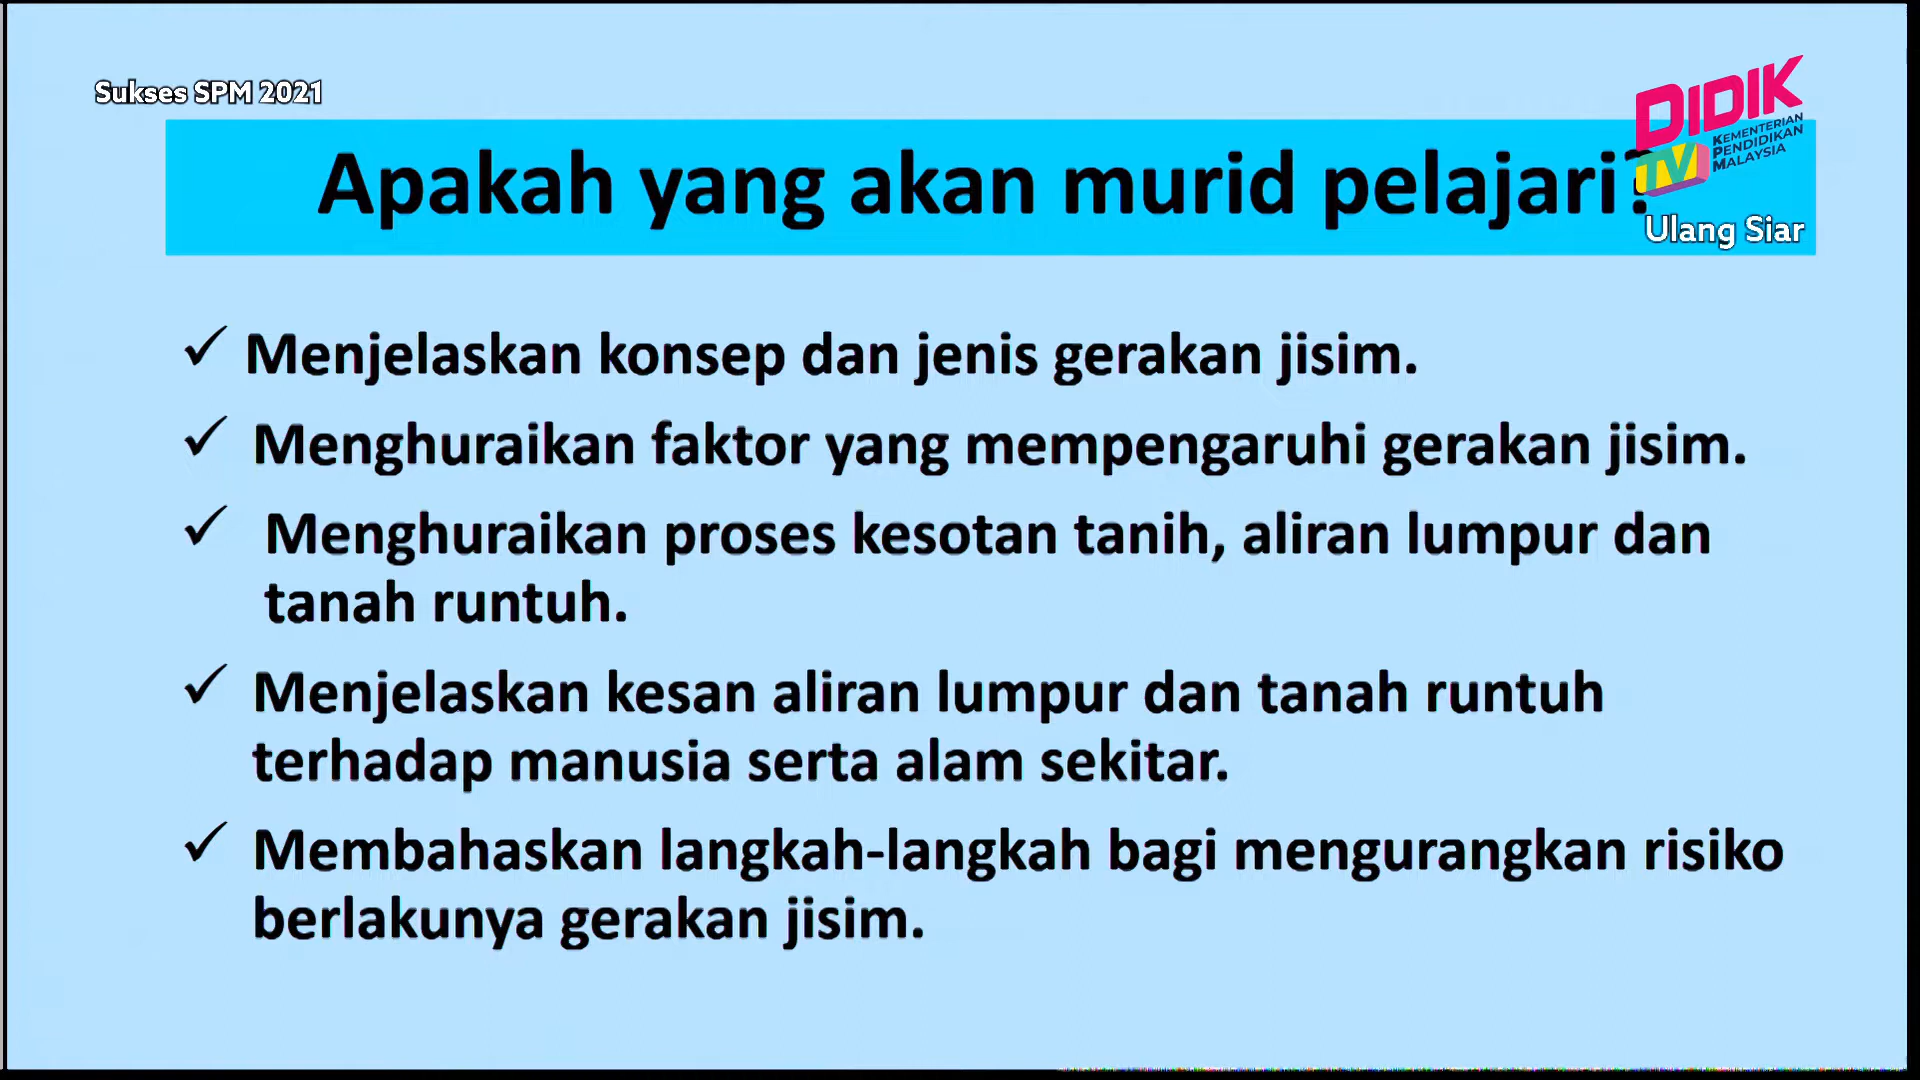 Sukses SPM 2021
DIDIK
TV
KEMENTERIAN
PENDIDIKAN
MALAYSIA
Apakah yang akan murid pelajari?
Ulang Siar
✓ Menjelaskan konsep dan jenis gerakan jisim.
✓ Menghuraikan faktor yang mempengaruhi gerakan jisim.
✓ Menghuraikan proses kesotan tanih, aliran lumpur dan
tanah runtuh.
✓ Menjelaskan kesan aliran lumpur dan tanah runtuh
terhadap manusia serta alam sekitar.
✓ Membahaskan langkah-langkah bagi mengurangkan risiko
berlakunya gerakan jisim.